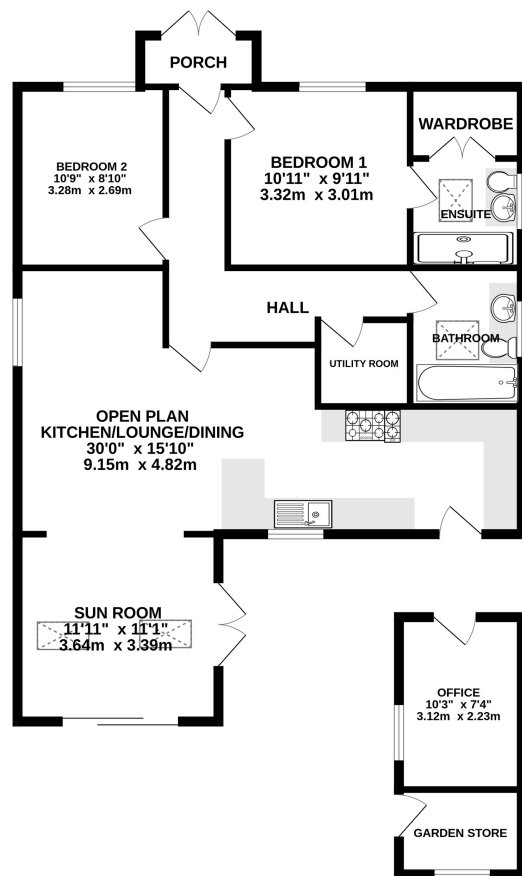 PORCH
WARDROBE
BEDROOM 2
10'9" x 8'10"
3.28m x 2.69m
BEDROOM 1
10'11" x 9'11"
3.32m x 3.01m
ENSUITE
HALL
BATHROOM
UTILITY ROOM
OPEN PLAN
KITCHEN/LOUNGE/DINING
30'0" x 15'10"
9.15m x 4.82m
SUN ROOM
11'11" x 11'1"
3.64m x 3.39m
OFFICE
10'3" x 7'4"
3.12m x 2.23m
GARDEN STORE